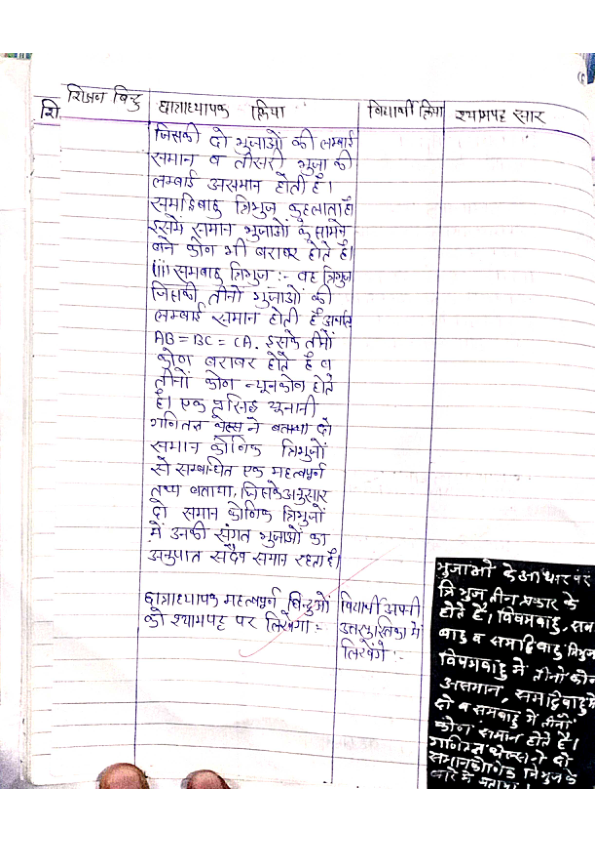 शिक्षण बिन्दु
शि
छात्राध्यापक क्रिया
विद्यार्थी क्रिया
श्यामपट्ट सार
जिसकी दो भुजाओं की लम्बाई
समान व तीसरी भुजा की
लम्बाई असमान होती है।
समद्विबाहु त्रिभुज कहलाता है।
इसमें समान भुजाओं के सामने
बने कोण भी बराबर होते है।
(iii) समबाहु त्रिभुज :- वह त्रिभुज
जिसकी तीनों भुजाओं की
लम्बाई समान होती है अर्थात
AB = BC = CA. इसके तीनों
कोण बराबर होते है व
तीनों कोण न्यूनकोण होते
है। एक प्रसिद्ध यूनानी
गणितज्ञ थेल्स ने बताया दो
समान कोणिक त्रिभुजों
से सम्बन्धित एक महत्वपूर्ण
तथ्य बताया, जिसके अनुसार
दो समान कोणिक त्रिभुजों
में उनकी संगत भुजाओं का
अनुपात सदैव समान रहता है।
छात्राध्यापक महत्वपूर्ण बिन्दुओं
को श्यामपट्ट पर लिखेगा :-
विद्यार्थी अपनी
उत्तरपुस्तिका में
लिखेंगे :-
भुजाओं के आधार पर
त्रिभुज तीन प्रकार के
होते है। विषमबाहु, सम
बाहु व समद्विबाहु त्रिभुज
विषमबाहु में तीनों कोन
असमान, समद्विबाहु में
दो व समबाहु में तीनों
कोण समान होते है।
गणितज्ञ थेल्स ने दो
समानकोणिक त्रिभुज के
बारे में बताया।